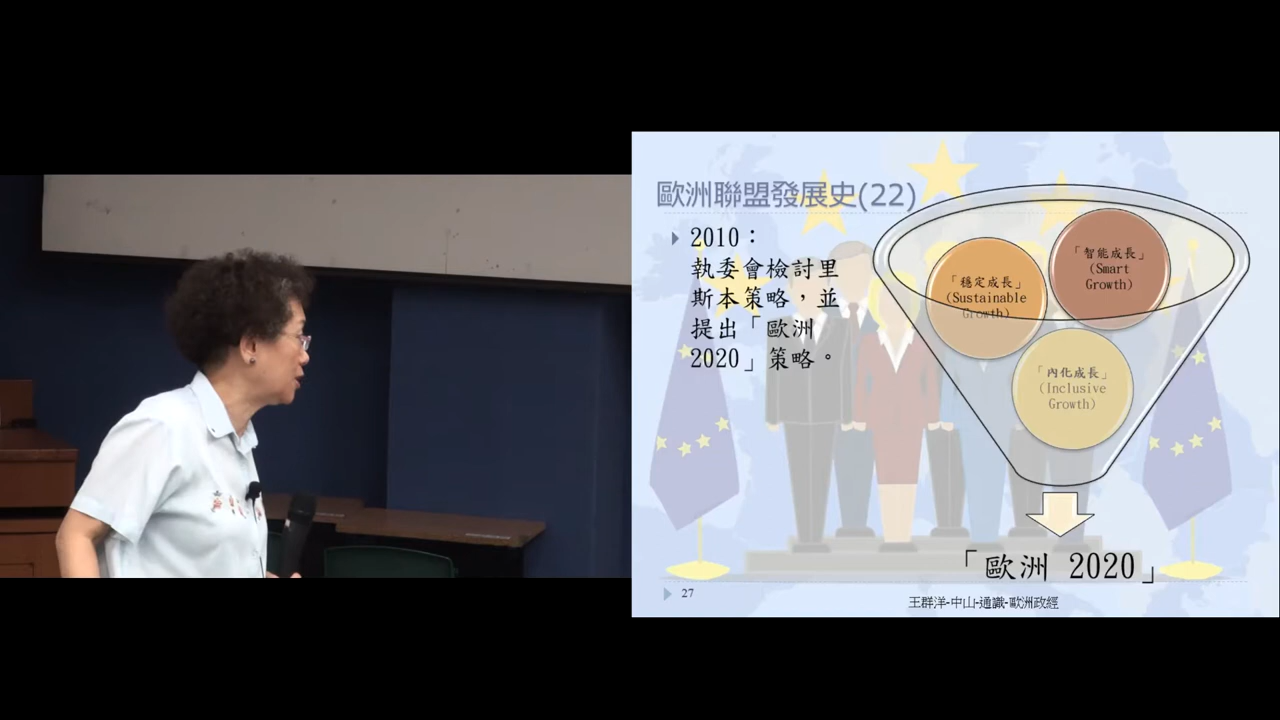 歐洲聯盟發展史(22)
2010：
執委會檢討里
斯本策略，並
提出「歐洲
2020」策略。
「穩定成長」
(Sustainable
Growth)
「智能成長」
(Smart
Growth)
「內化成長」
(Inclusive
Growth)
「歐洲 2020」
27
王群洋-中山-通識-歐洲政經